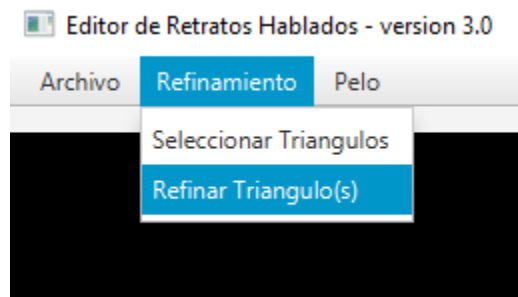 Editor de Retratos Hablados - version 3.0
Archivo Refinamiento Pelo
Seleccionar Triangulos
Refinar Triangulo(s)